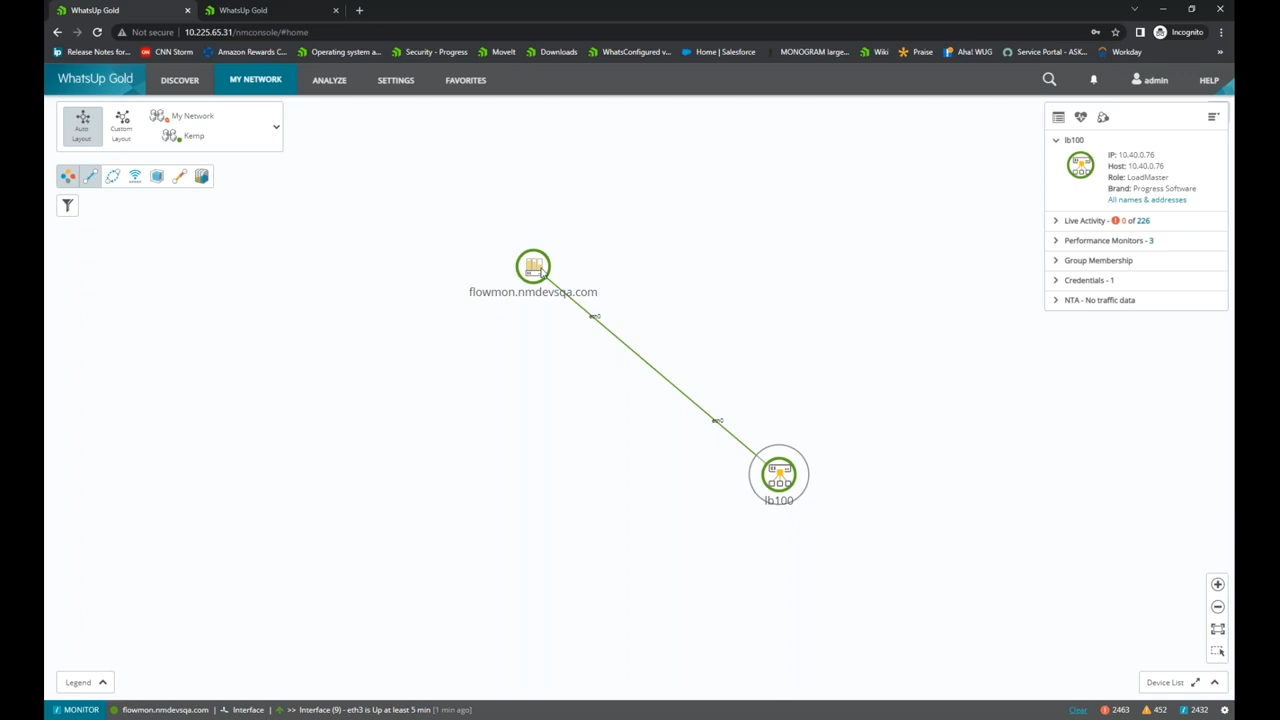 WhatsUp Gold
WhatsUp Gold
Not secure 10.225.65.31/nmconsole/#home
Incognito
Release Notes for...
CNN Storm
Amazon Rewards C...
Operating system a...
Security - Progress
MoveIt
Downloads
WhatsConfigured v...
Home | Salesforce
MONOGRAM large...
Wiki
Praise
Aha! WUG
Service Portal - ASK...
Workday
WhatsUp Gold
DISCOVER
MY NETWORK
ANALYZE
SETTINGS
FAVORITES
admin
HELP
Auto Layout
Custom Layout
My Network
Kemp
lb100
IP: 10.40.0.76
Host: 10.40.0.76
Role: LoadMaster
Brand: Progress Software
All names & addresses
Live Activity - 0 of 226
Performance Monitors - 3
Group Membership
Credentials - 1
NTA - No traffic data
flowmon.nmdevsqa.com
em0
em0
lb100
Legend
Device List
MONITOR
flowmon.nmdevsqa.com | Interface | >> Interface (9) - eth3 is Up at least 5 min [1 min ago]
Clear
2463
452
2432